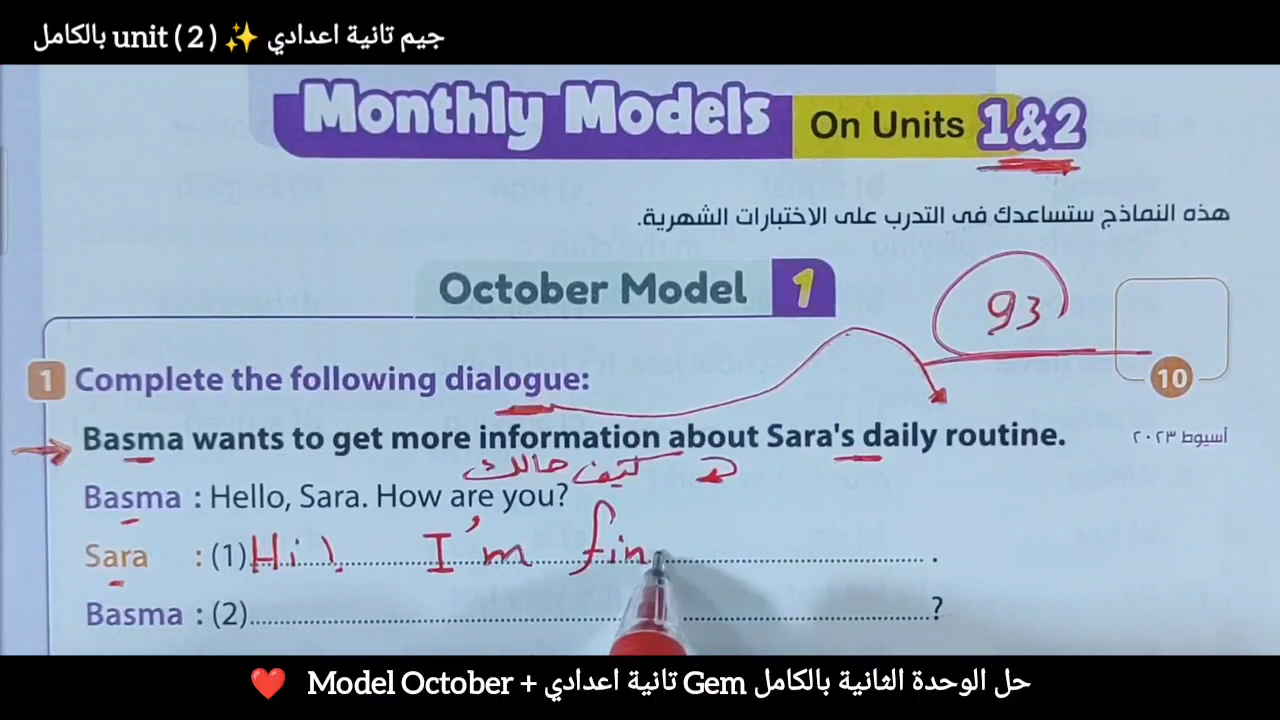 جيم تانية اعدادي ✨ unit ( 2 ) بالكامل
Monthly Models On Units 1&2
هذه النماذج ستساعدك في التدرب على الاختبارات الشهرية.
October Model 1
93
10
1 Complete the following dialogue:
Basma wants to get more information about Sara's daily routine.
أسيوط ٢٠٢٣
كيف حالك
Basma : Hello, Sara. How are you?
Sara : (1) Hi! I'm fin
Basma : (2)....................?
حل الوحدة الثانية بالكامل Gem تانية اعدادي + Model October ❤️